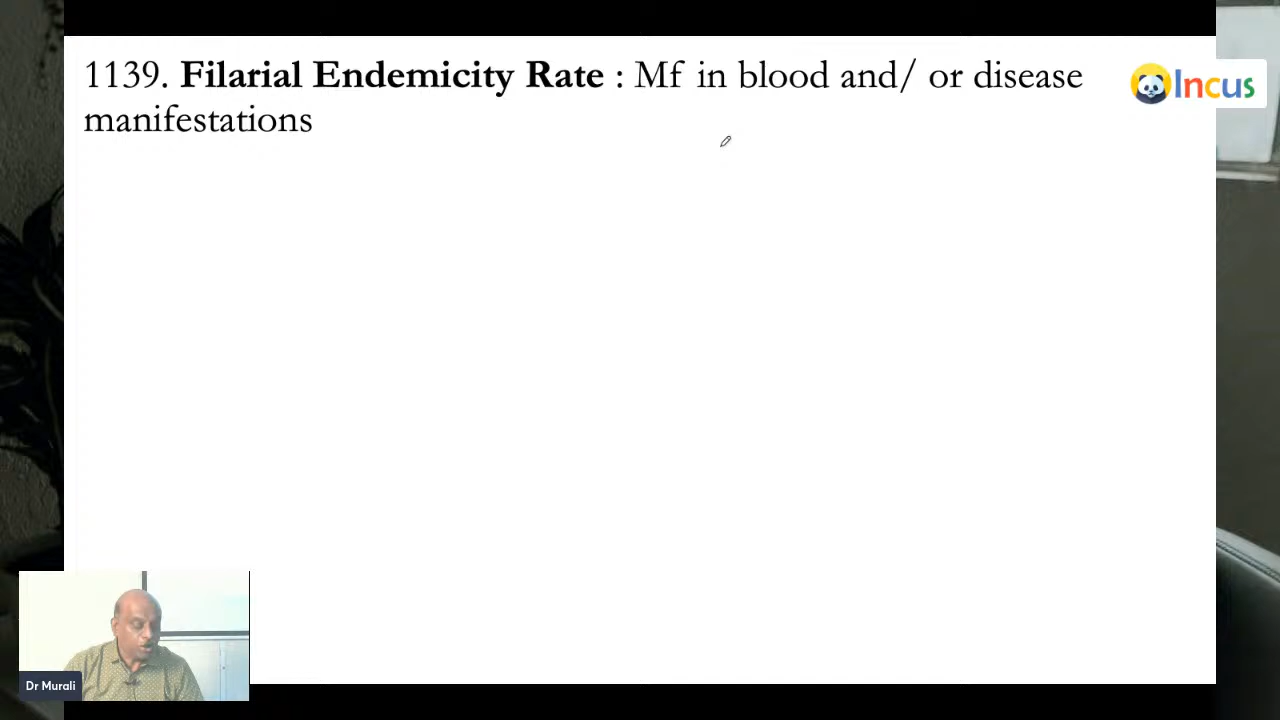 1139. Filarial Endemicity Rate : Mf in blood and/ or disease
manifestations
Incus
Dr Murali